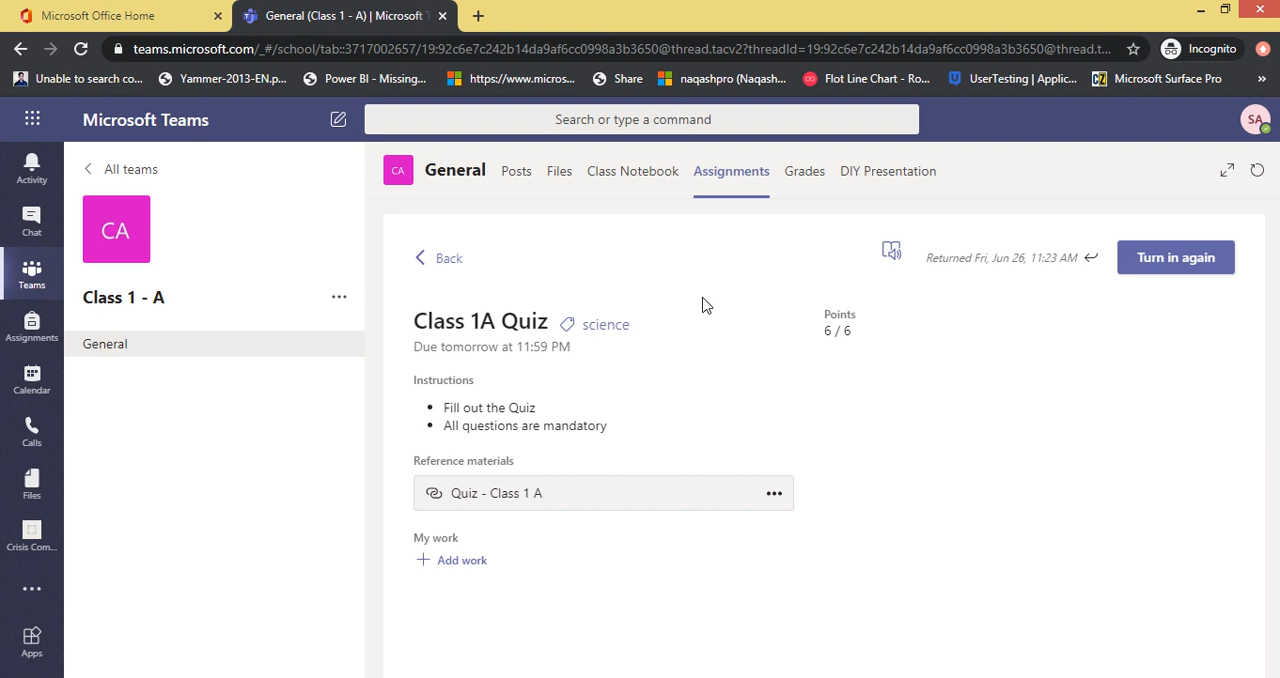 Microsoft Office Home
General (Class 1 - A) | Microsoft T
teams.microsoft.com/_#/school/tab::3717002657/19:92c6e7c242b14da9af6cc0998a3b3650@thread.tacv2?threadId=19:92c6e7c242b14da9af6cc0998a3b3650@thread.t...
Incognito
Unable to search co...
Yammer-2013-EN.p...
Power BI - Missing...
https://www.micros...
Share
naqashpro (Naqash...
Flot Line Chart - Ro...
UserTesting | Applic...
Microsoft Surface Pro
»
Microsoft Teams
Search or type a command
SA
Activity
Chat
Teams
Assignments
Calendar
Calls
Files
Crisis Com...
Apps
All teams
CA
Class 1 - A
General
CA
General
Posts
Files
Class Notebook
Assignments
Grades
DIY Presentation
Back
Returned Fri, Jun 26, 11:23 AM
Turn in again
Class 1A Quiz
science
Due tomorrow at 11:59 PM
Points
6 / 6
Instructions
• Fill out the Quiz
• All questions are mandatory
Reference materials
Quiz - Class 1 A
My work
+ Add work